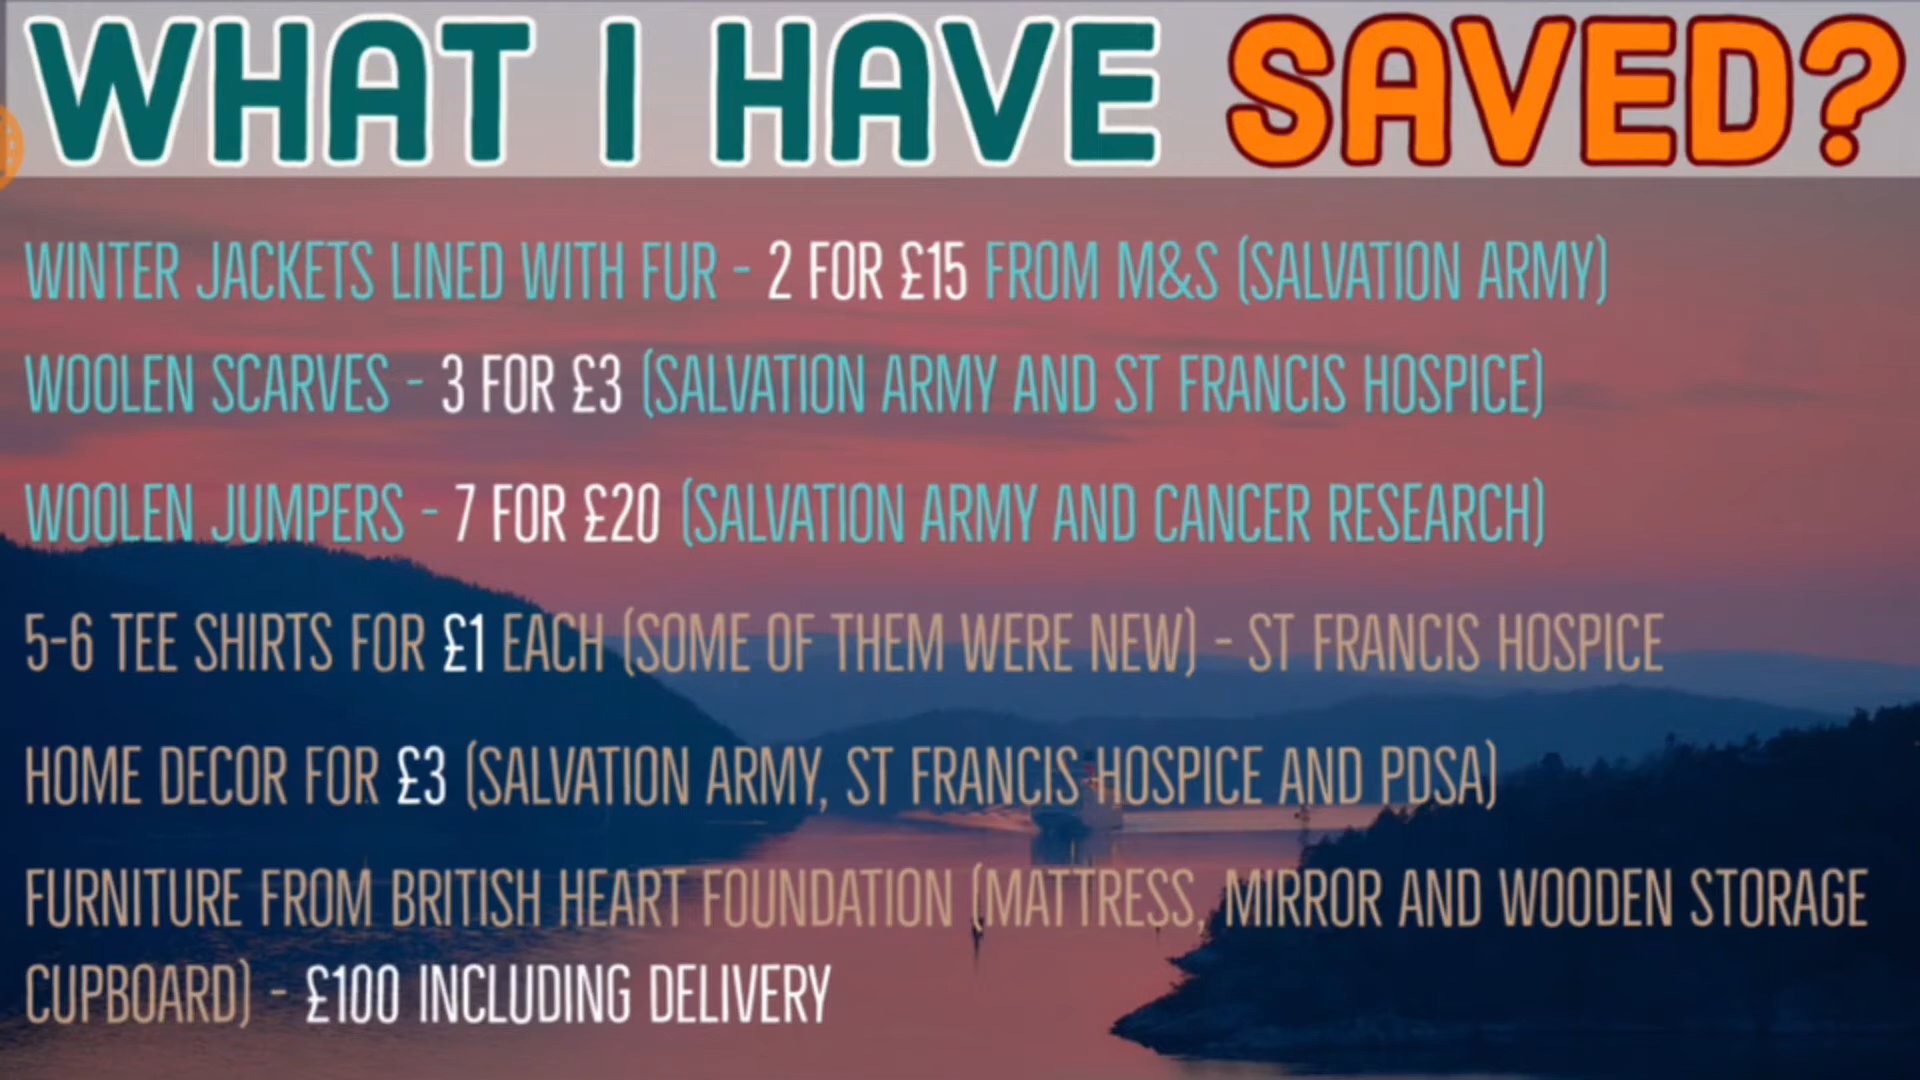 WHAT I HAVE SAVED?
WINTER JACKETS LINED WITH FUR - 2 FOR £15 FROM M&S (SALVATION ARMY)
WOOLEN SCARVES - 3 FOR £3 (SALVATION ARMY AND ST FRANCIS HOSPICE)
WOOLEN JUMPERS - 7 FOR £20 (SALVATION ARMY AND CANCER RESEARCH)
5-6 TEE SHIRTS FOR £1 EACH (SOME OF THEM WERE NEW) - ST FRANCIS HOSPICE
HOME DECOR FOR £3 (SALVATION ARMY, ST FRANCIS HOSPICE AND PDSA)
FURNITURE FROM BRITISH HEART FOUNDATION (MATTRESS, MIRROR AND WOODEN STORAGE
CUPBOARD) - £100 INCLUDING DELIVERY